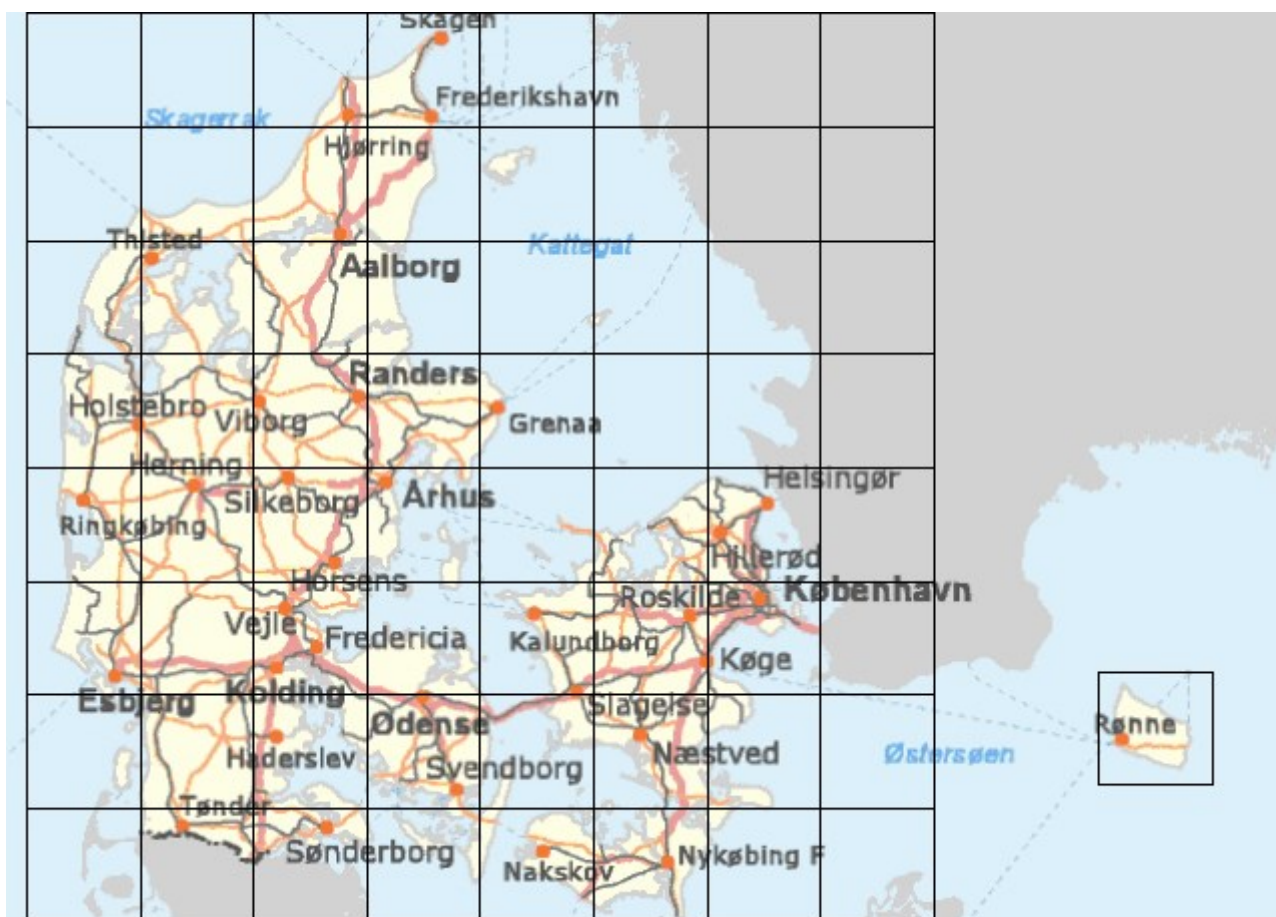 Skagen
Frederikshavn
Skagerrak
Hjørring
Thisted
Kattegat
Aalborg
Randers
Holstebro
Viborg
Grenaa
Herning
Helsingør
Silkeborg
Århus
Ringkøbing
Hillerød
Horsens
København
Roskilde
Vejle
Fredericia
Kalundborg
Køge
Esbjerg
Kolding
Slagelse
Odense
Rønne
Haderslev
Næstved
Østersøen
Svendborg
Tønder
Sønderborg
Nakskov
Nykøbing F